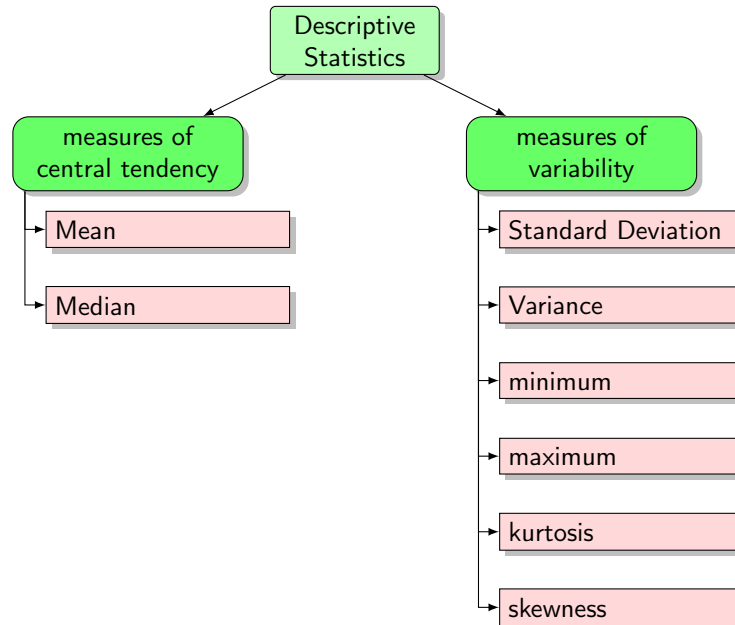 Descriptive
Statistics
measures of
central tendency
Mean
Median
measures of
variability
Standard Deviation
Variance
minimum
maximum
kurtosis
skewness